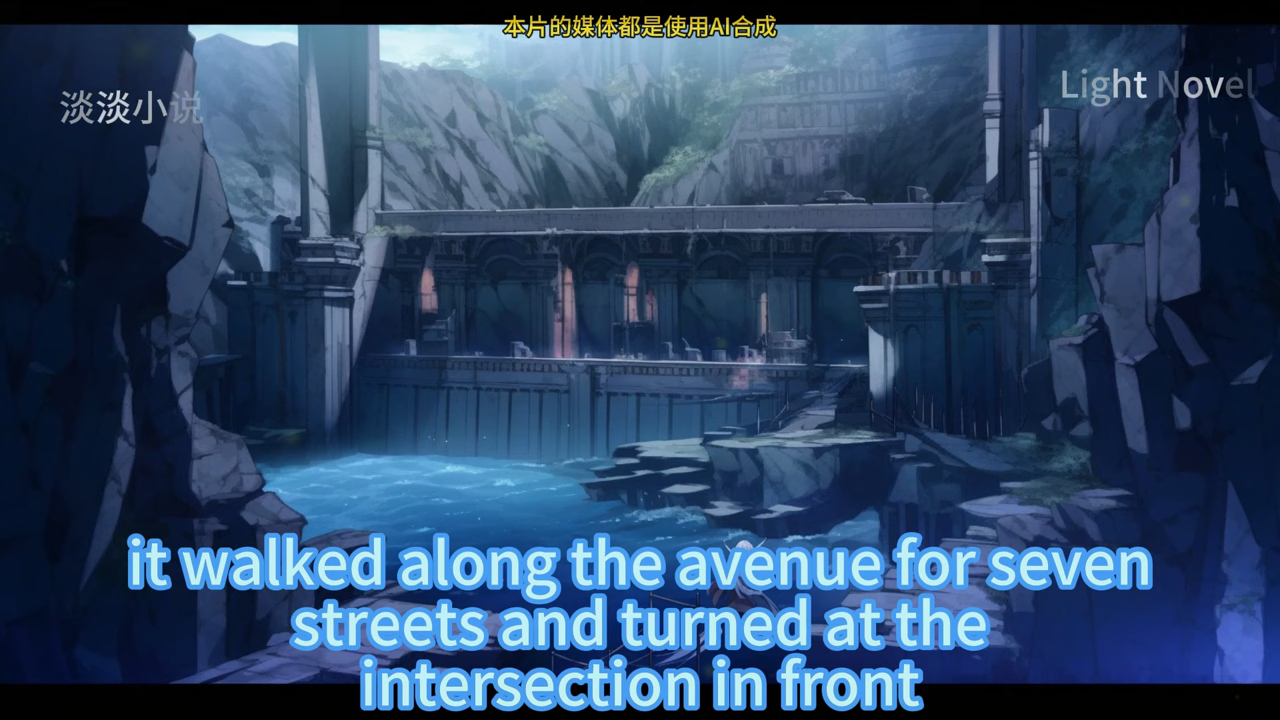 本片的媒体都是使用AI合成
淡淡小说
Light Novel
it walked along the avenue for seven
streets and turned at the
intersection in front